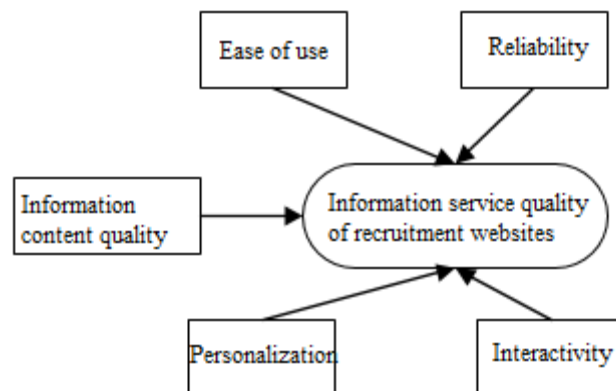 Ease of use
Reliability
Information
content quality
Information service quality
of recruitment websites
Personalization
Interactivity